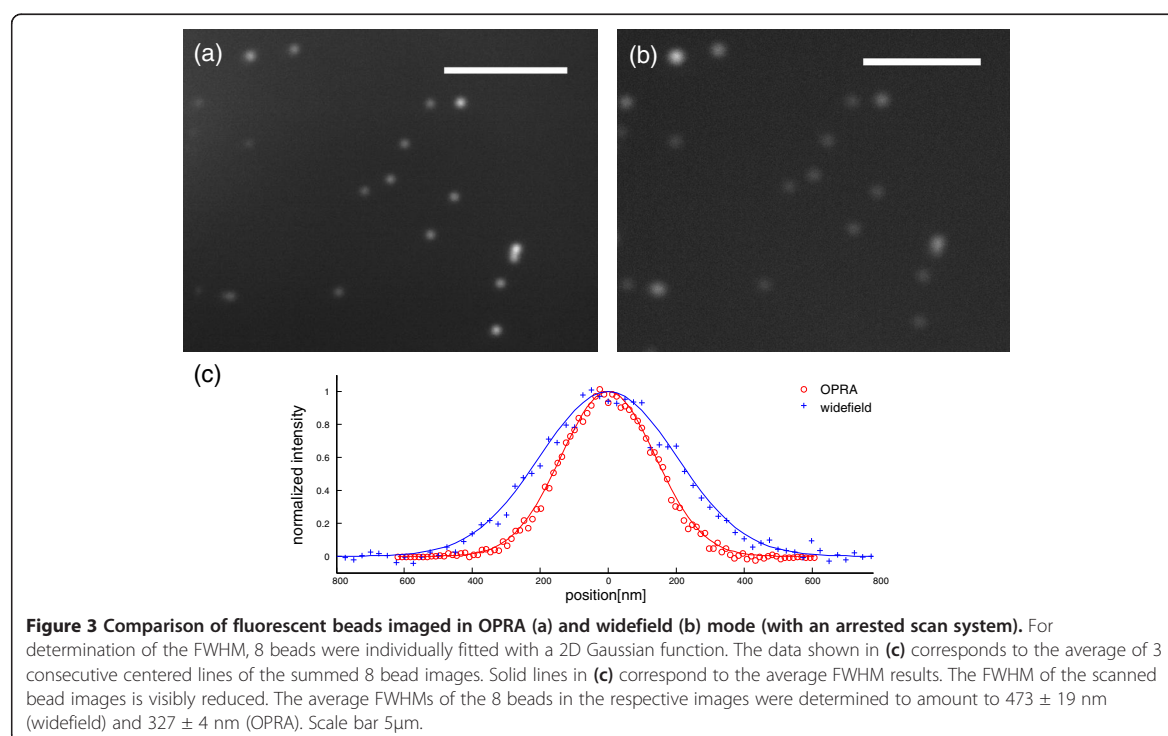 (a)
(b)
(c)
OPRA
widefield
normalized intensity
1
0.8
0.6
0.4
0.2
0
800 600 400 200 0 200 400 600 800
position[nm]
Figure 3 Comparison of fluorescent beads imaged in OPRA (a) and widefield (b) mode (with an arrested scan system). For
determination of the FWHM, 8 beads were individually fitted with a 2D Gaussian function. The data shown in (c) corresponds to the average of 3
consecutive centered lines of the summed 8 bead images. Solid lines in (c) correspond to the average FWHM results. The FWHM of the scanned
bead images is visibly reduced. The average FWHMs of the 8 beads in the respective images were determined to amount to 473 ± 19 nm
(widefield) and 327 ± 4 nm (OPRA). Scale bar 5μm.